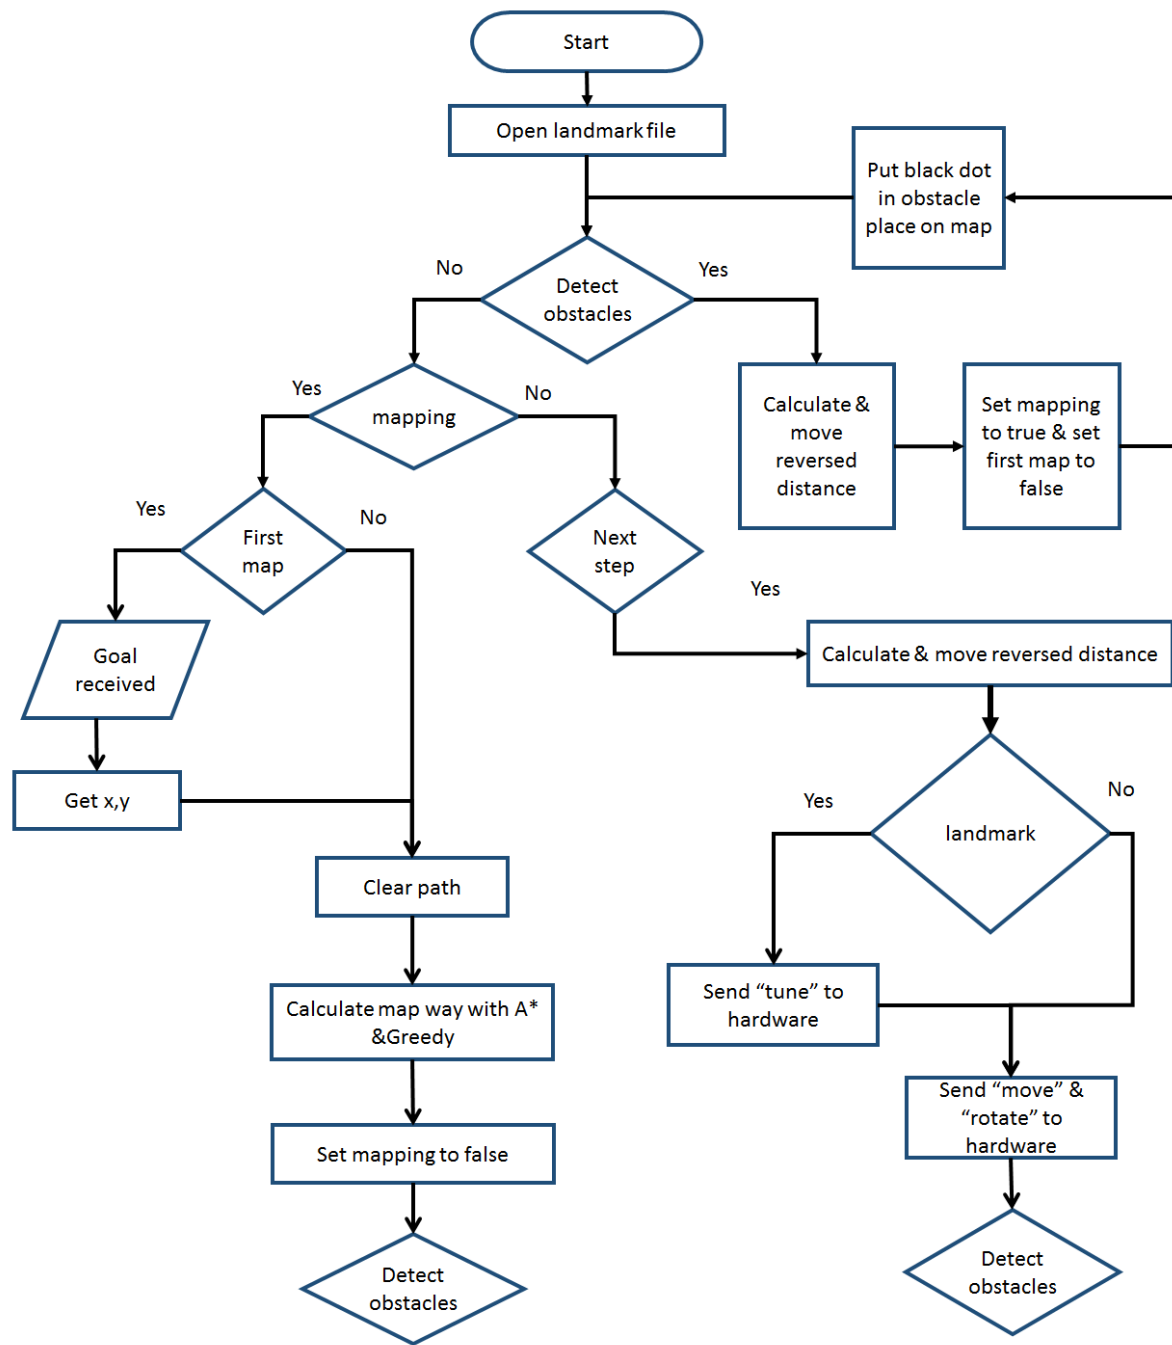 Start
Open landmark file
Put black dot
in obstacle
place on map
No
Yes
Detect
obstacles
Yes
No
mapping
Calculate &
move
reversed
distance
Set mapping
to true & set
first map to
false
Yes
No
First
map
Next
step
Yes
Goal
received
Calculate & move reversed distance
Get x,y
Yes
No
landmark
Clear path
Send “tune” to
hardware
Calculate map way with A*
&Greedy
Send “move” &
“rotate” to
hardware
Set mapping to false
Detect
obstacles
Detect
obstacles